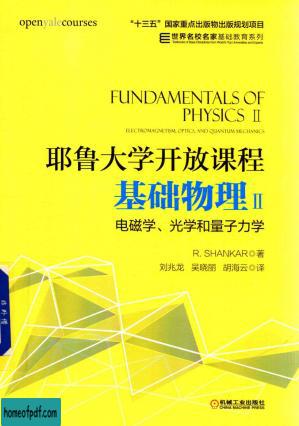 openyalecourses
“十三五”国家重点出版物出版规划项目
世界名校名家基础教育系列
FUNDAMENTALS OF
PHYSICS II
ELECTROMAGNETISM, OPTICS, AND QUANTUM MECHANICS
耶鲁大学开放课程
基础物理 II
电磁学、光学和量子力学
R. SHANKAR 著
刘兆龙 吴晓丽 胡海云 译
机械工业出版社
CHINA MACHINE PRESS
homeofpdf.com